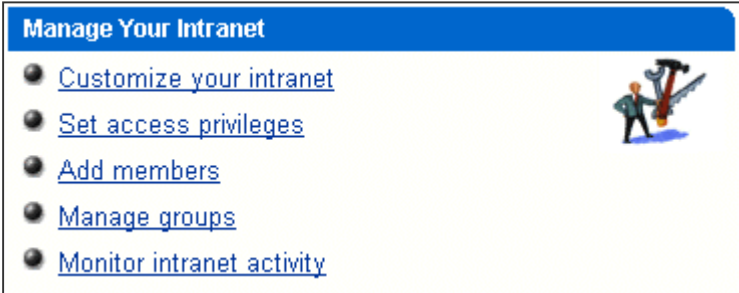 Manage Your Intranet
Customize your intranet
Set access privileges
Add members
Manage groups
Monitor intranet activity